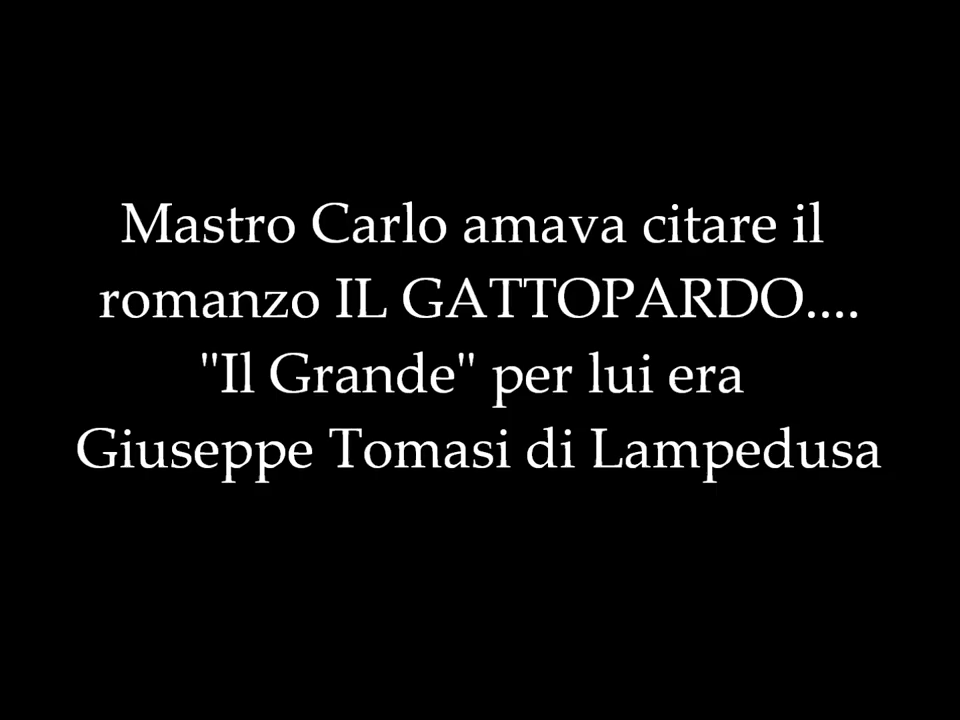 Mastro Carlo amava citare il
romanzo IL GATTOPARDO....
"Il Grande" per lui era
Giuseppe Tomasi di Lampedusa